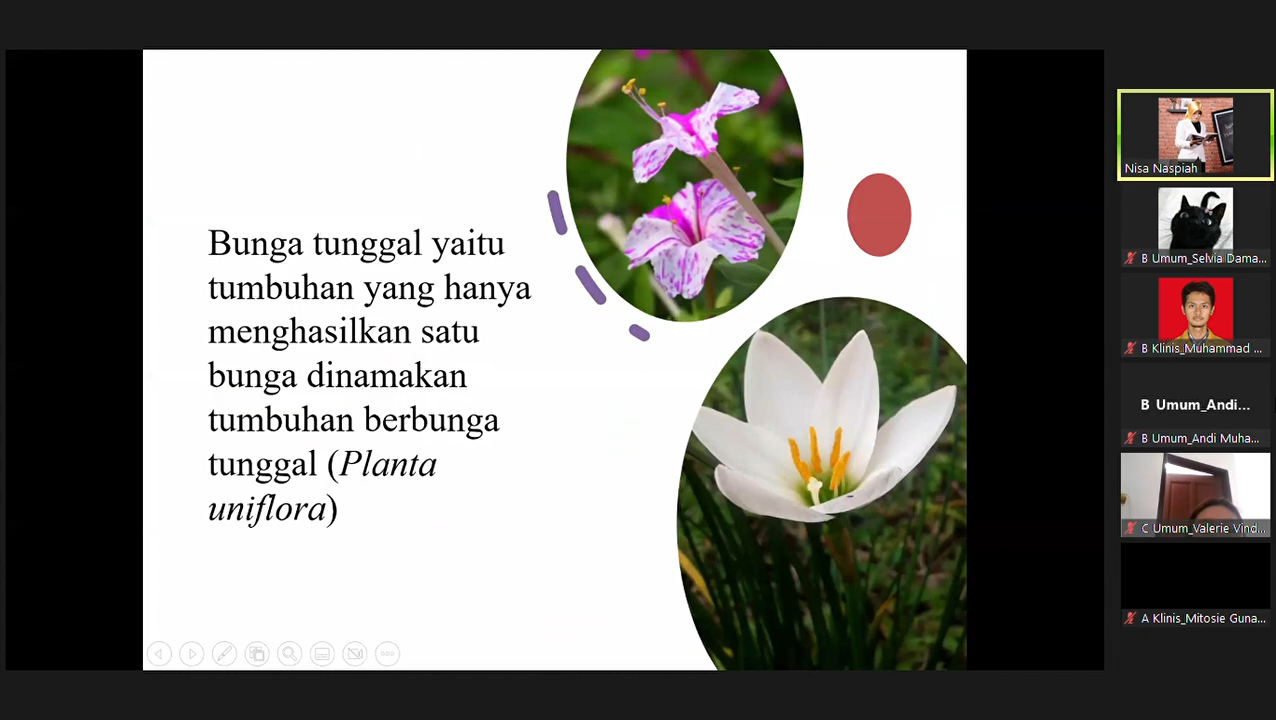 Bunga tunggal yaitu
tumbuhan yang hanya
menghasilkan satu
bunga dinamakan
tumbuhan berbunga
tunggal (Planta
uniflora)
Nisa Naspiah
B Umum_Selvia Dama...
B Klinis_Muhammad ...
B Umum_Andi...
B Umum_Andi Muha...
C Umum_Valerie Vind...
A Klinis_Mitosie Guna...